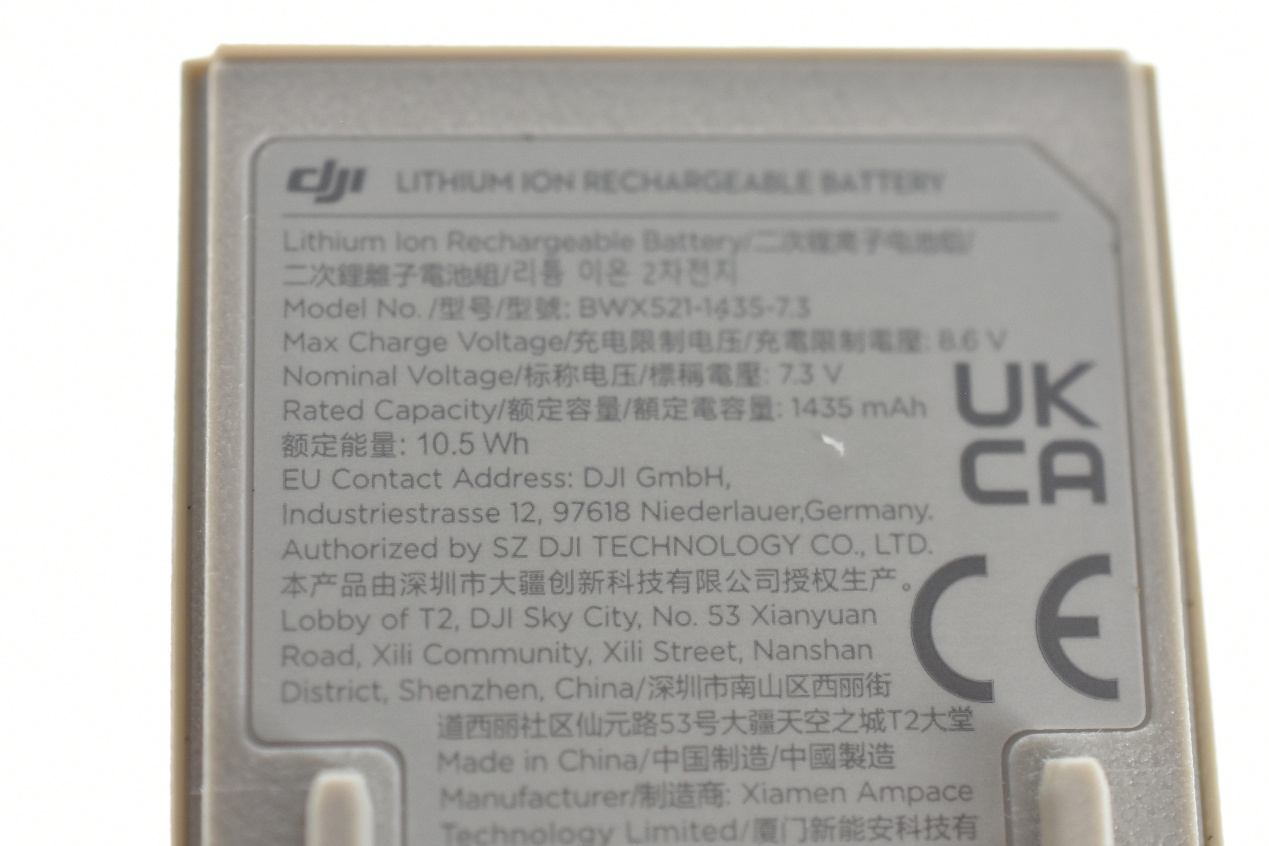 dji LITHIUM ION RECHARGEABLE BATTERY
Lithium Ion Rechargeable Battery/二次锂离子电池组/
二次鋰離子電池組/리튬 이온 2차전지
Model No. /型号/型號: BWX521-1435-7.3
Max Charge Voltage/充电限制电压/充電限制電壓: 8.6 V
Nominal Voltage/标称电压/標稱電壓: 7.3 V
Rated Capacity/额定容量/額定電容量: 1435 mAh
额定能量: 10.5 Wh
EU Contact Address: DJI GmbH,
Industriestrasse 12, 97618 Niederlauer,Germany.
Authorized by SZ DJI TECHNOLOGY CO., LTD.
本产品由深圳市大疆创新科技有限公司授权生产。
Lobby of T2, DJI Sky City, No. 53 Xianyuan
Road, Xili Community, Xili Street, Nanshan
District, Shenzhen, China/深圳市南山区西丽街
道西丽社区仙元路53号大疆天空之城T2大堂
Made in China/中国制造/中國製造
Manufacturer/制造商: Xiamen Ampace
Technology Limited/厦门新能安科技有
UK
CA
CE